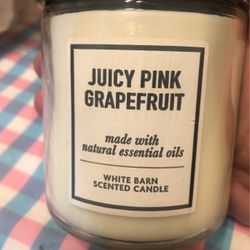 JUICY PINK
GRAPEFRUIT
made with
natural essential oils
WHITE BARN
SCENTED CANDLE